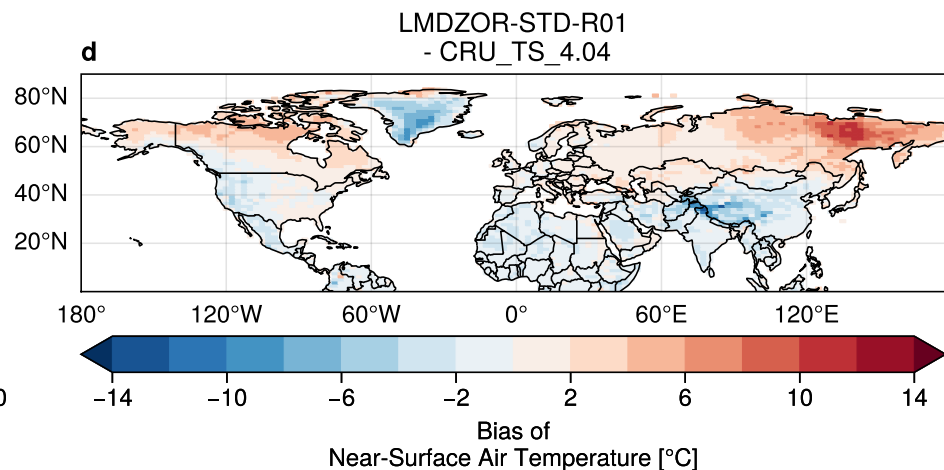 LMDZOR-STD-R01
d - CRU_TS_4.04
80°N
60°N
40°N
20°N
180° 120°W 60°W 0° 60°E 120°E
0 −14 −10 −6 −2 2 6 10 14
Bias of
Near-Surface Air Temperature [°C]